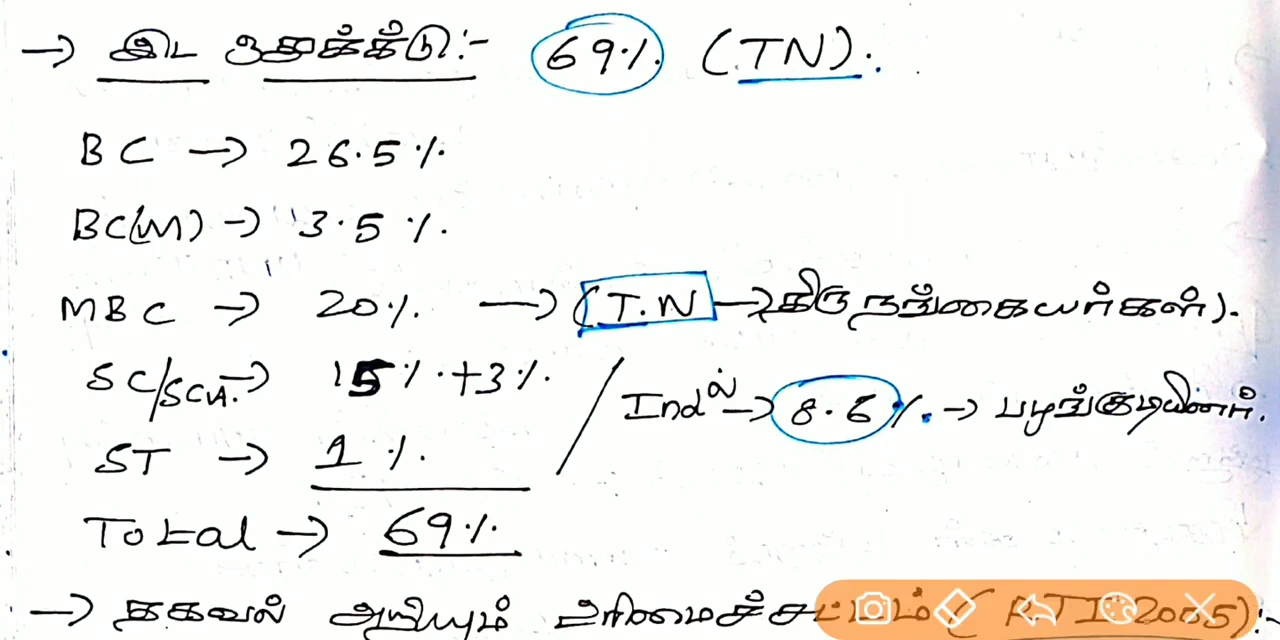 → இட ஒதுக்கீடு:- 69% (TN).
BC → 26.5%
BC(M) → 3.5%.
MBC → 20% → (T.N → திருநங்கையர்கள்).
SC/SCA. → 15% + 3% / Indல் → 8.6% → பழங்குடியினர்.
ST → 1%
Total → 69%
→ தகவல் அறியும் உரிமைச்சட்டம் (RTI 2005):-